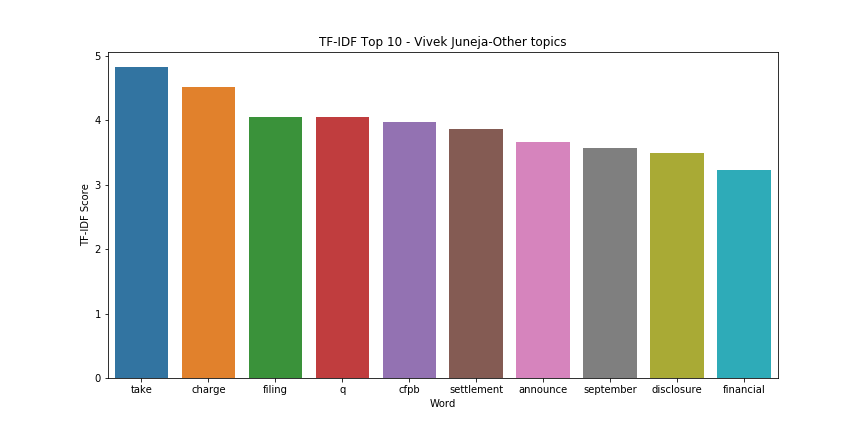 TF-IDF Top 10 - Vivek Juneja-Other topics
5
4
3
2
1
0
TF-IDF Score
take charge filing q cfpb settlement announce september disclosure financial
Word